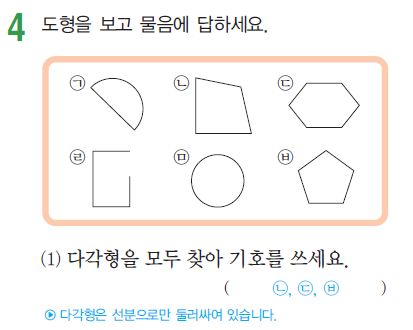 4 도형을 보고 물음에 답하세요.
㉠ ㉡ ㉢
㉣ ㉤ ㉥
(1) 다각형을 모두 찾아 기호를 쓰세요.
( ㉡, ㉢, ㉥ )
▶ 다각형은 선분으로만 둘러싸여 있습니다.